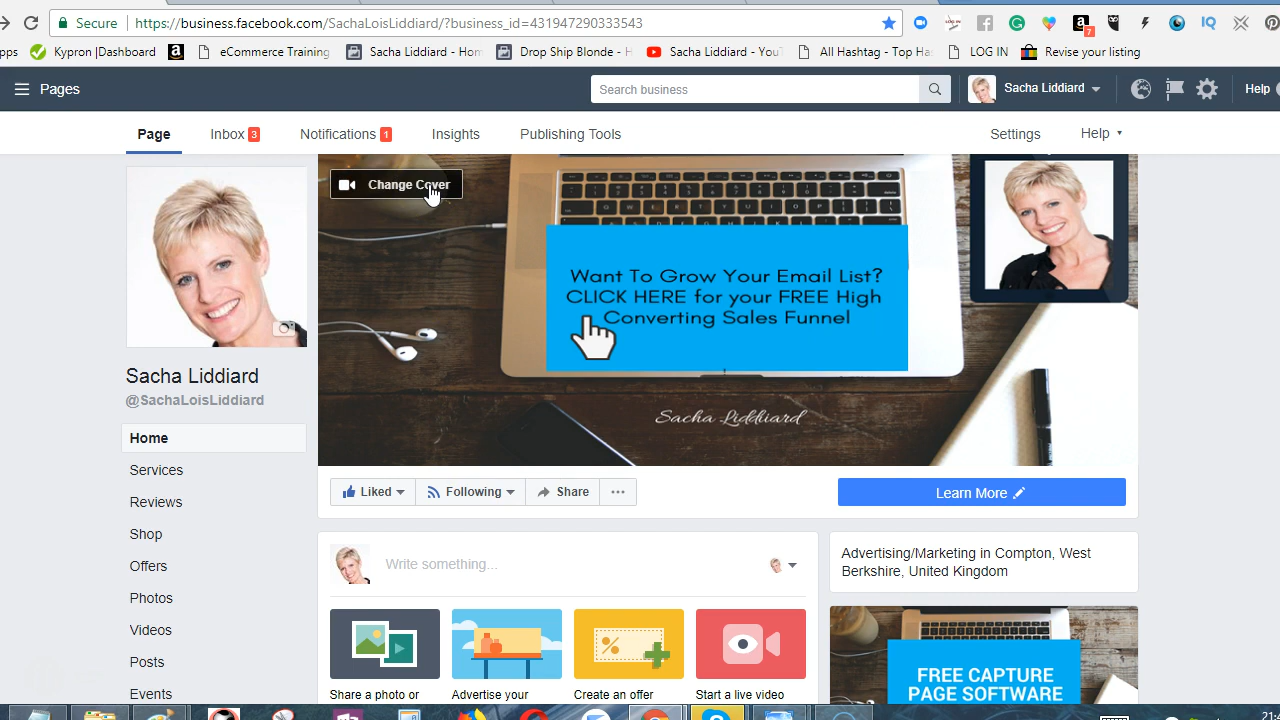 Secure https://business.facebook.com/SachaLoisLiddiard/?business_id=431947290333543
Kypron |Dashboard eCommerce Training Sacha Liddiard - Hom Drop Ship Blonde - H Sacha Liddiard - You All Hashtag - Top Ha LOG IN Revise your listing
Pages Search business Sacha Liddiard Help
Page Inbox 3 Notifications 1 Insights Publishing Tools Settings Help
Change Cover
Want To Grow Your Email List?
CLICK HERE for your FREE High
Converting Sales Funnel
Sacha Liddiiard
Sacha Liddiard
@SachaLoisLiddiard
Home
Services
Reviews
Shop
Offers
Photos
Videos
Posts
Events
Liked Following Share Learn More
Write something...
Share a photo or Advertise your Create an offer Start a live video
Advertising/Marketing in Compton, West
Berkshire, United Kingdom
FREE CAPTURE
PAGE SOFTWARE